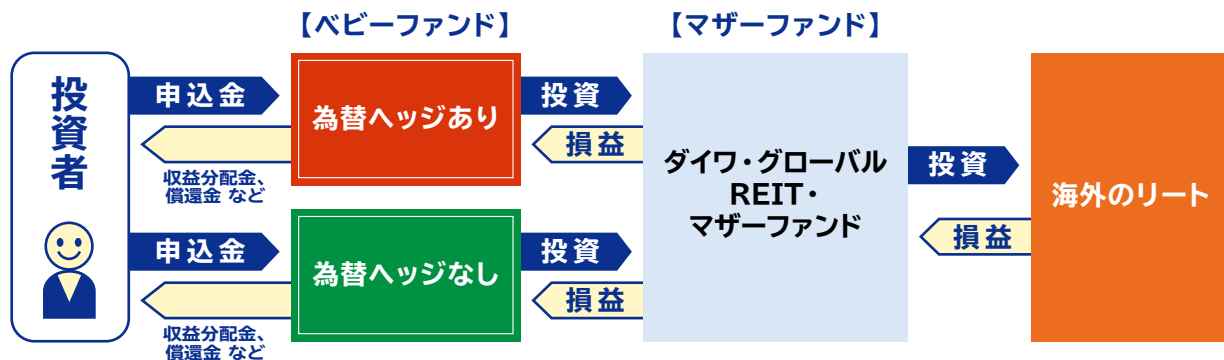 【ベビーファンド】
【マザーファンド】
投資者
申込金
収益分配金、
償還金 など
為替ヘッジあり
投資
損益
申込金
収益分配金、
償還金 など
為替ヘッジなし
投資
損益
ダイワ・グローバル
REIT・
マザーファンド
投資
損益
海外のリート